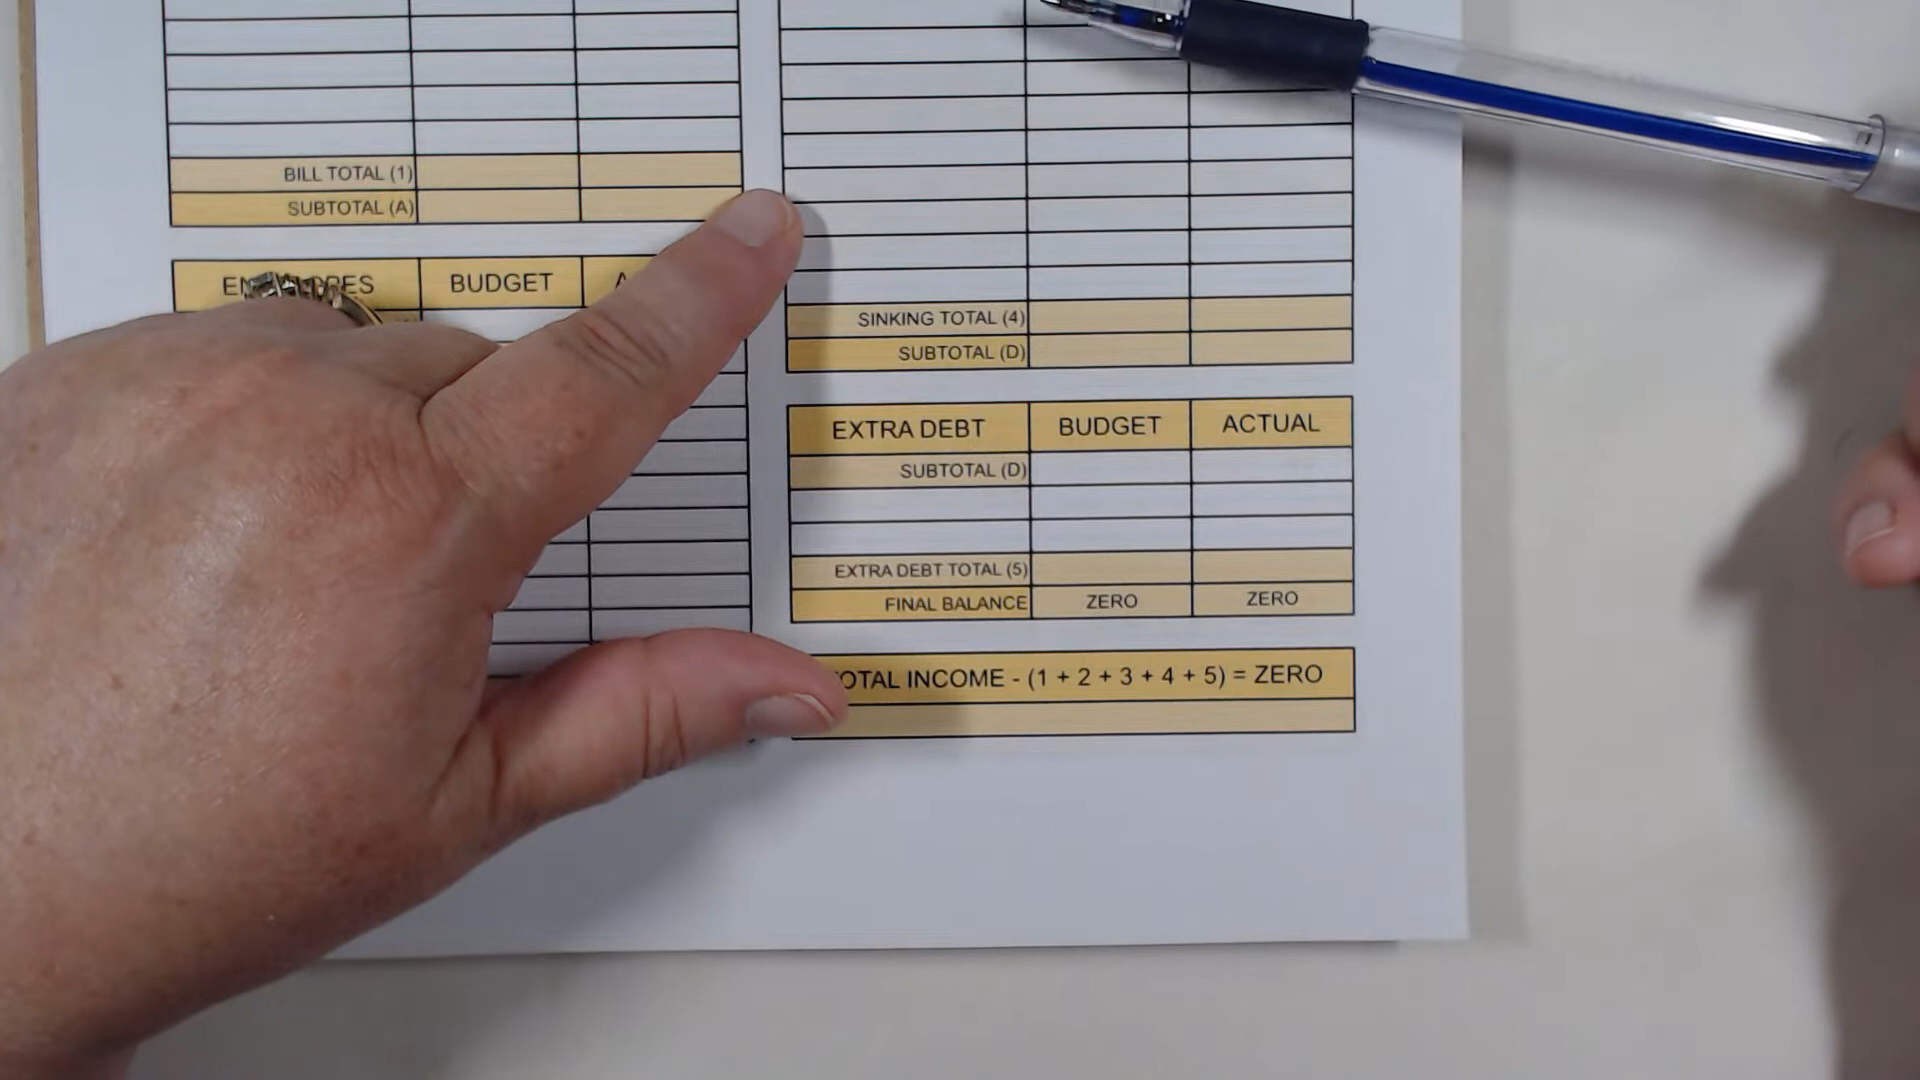 BILL TOTAL (1)
SUBTOTAL (A)
BUDGET
SINKING TOTAL (4)
SUBTOTAL (D)
EXTRA DEBT BUDGET ACTUAL
SUBTOTAL (D)
EXTRA DEBT TOTAL (5)
FINAL BALANCE ZERO ZERO
INCOME - (1 + 2 + 3 + 4 + 5) = ZERO